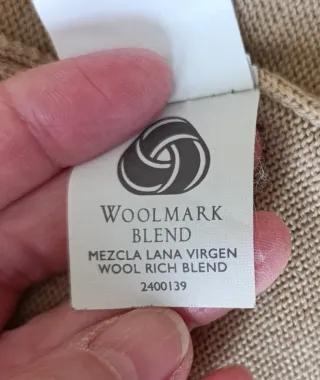 WOOLMARK
BLEND
MEZCLA LANA VIRGEN
WOOL RICH BLEND
2400139